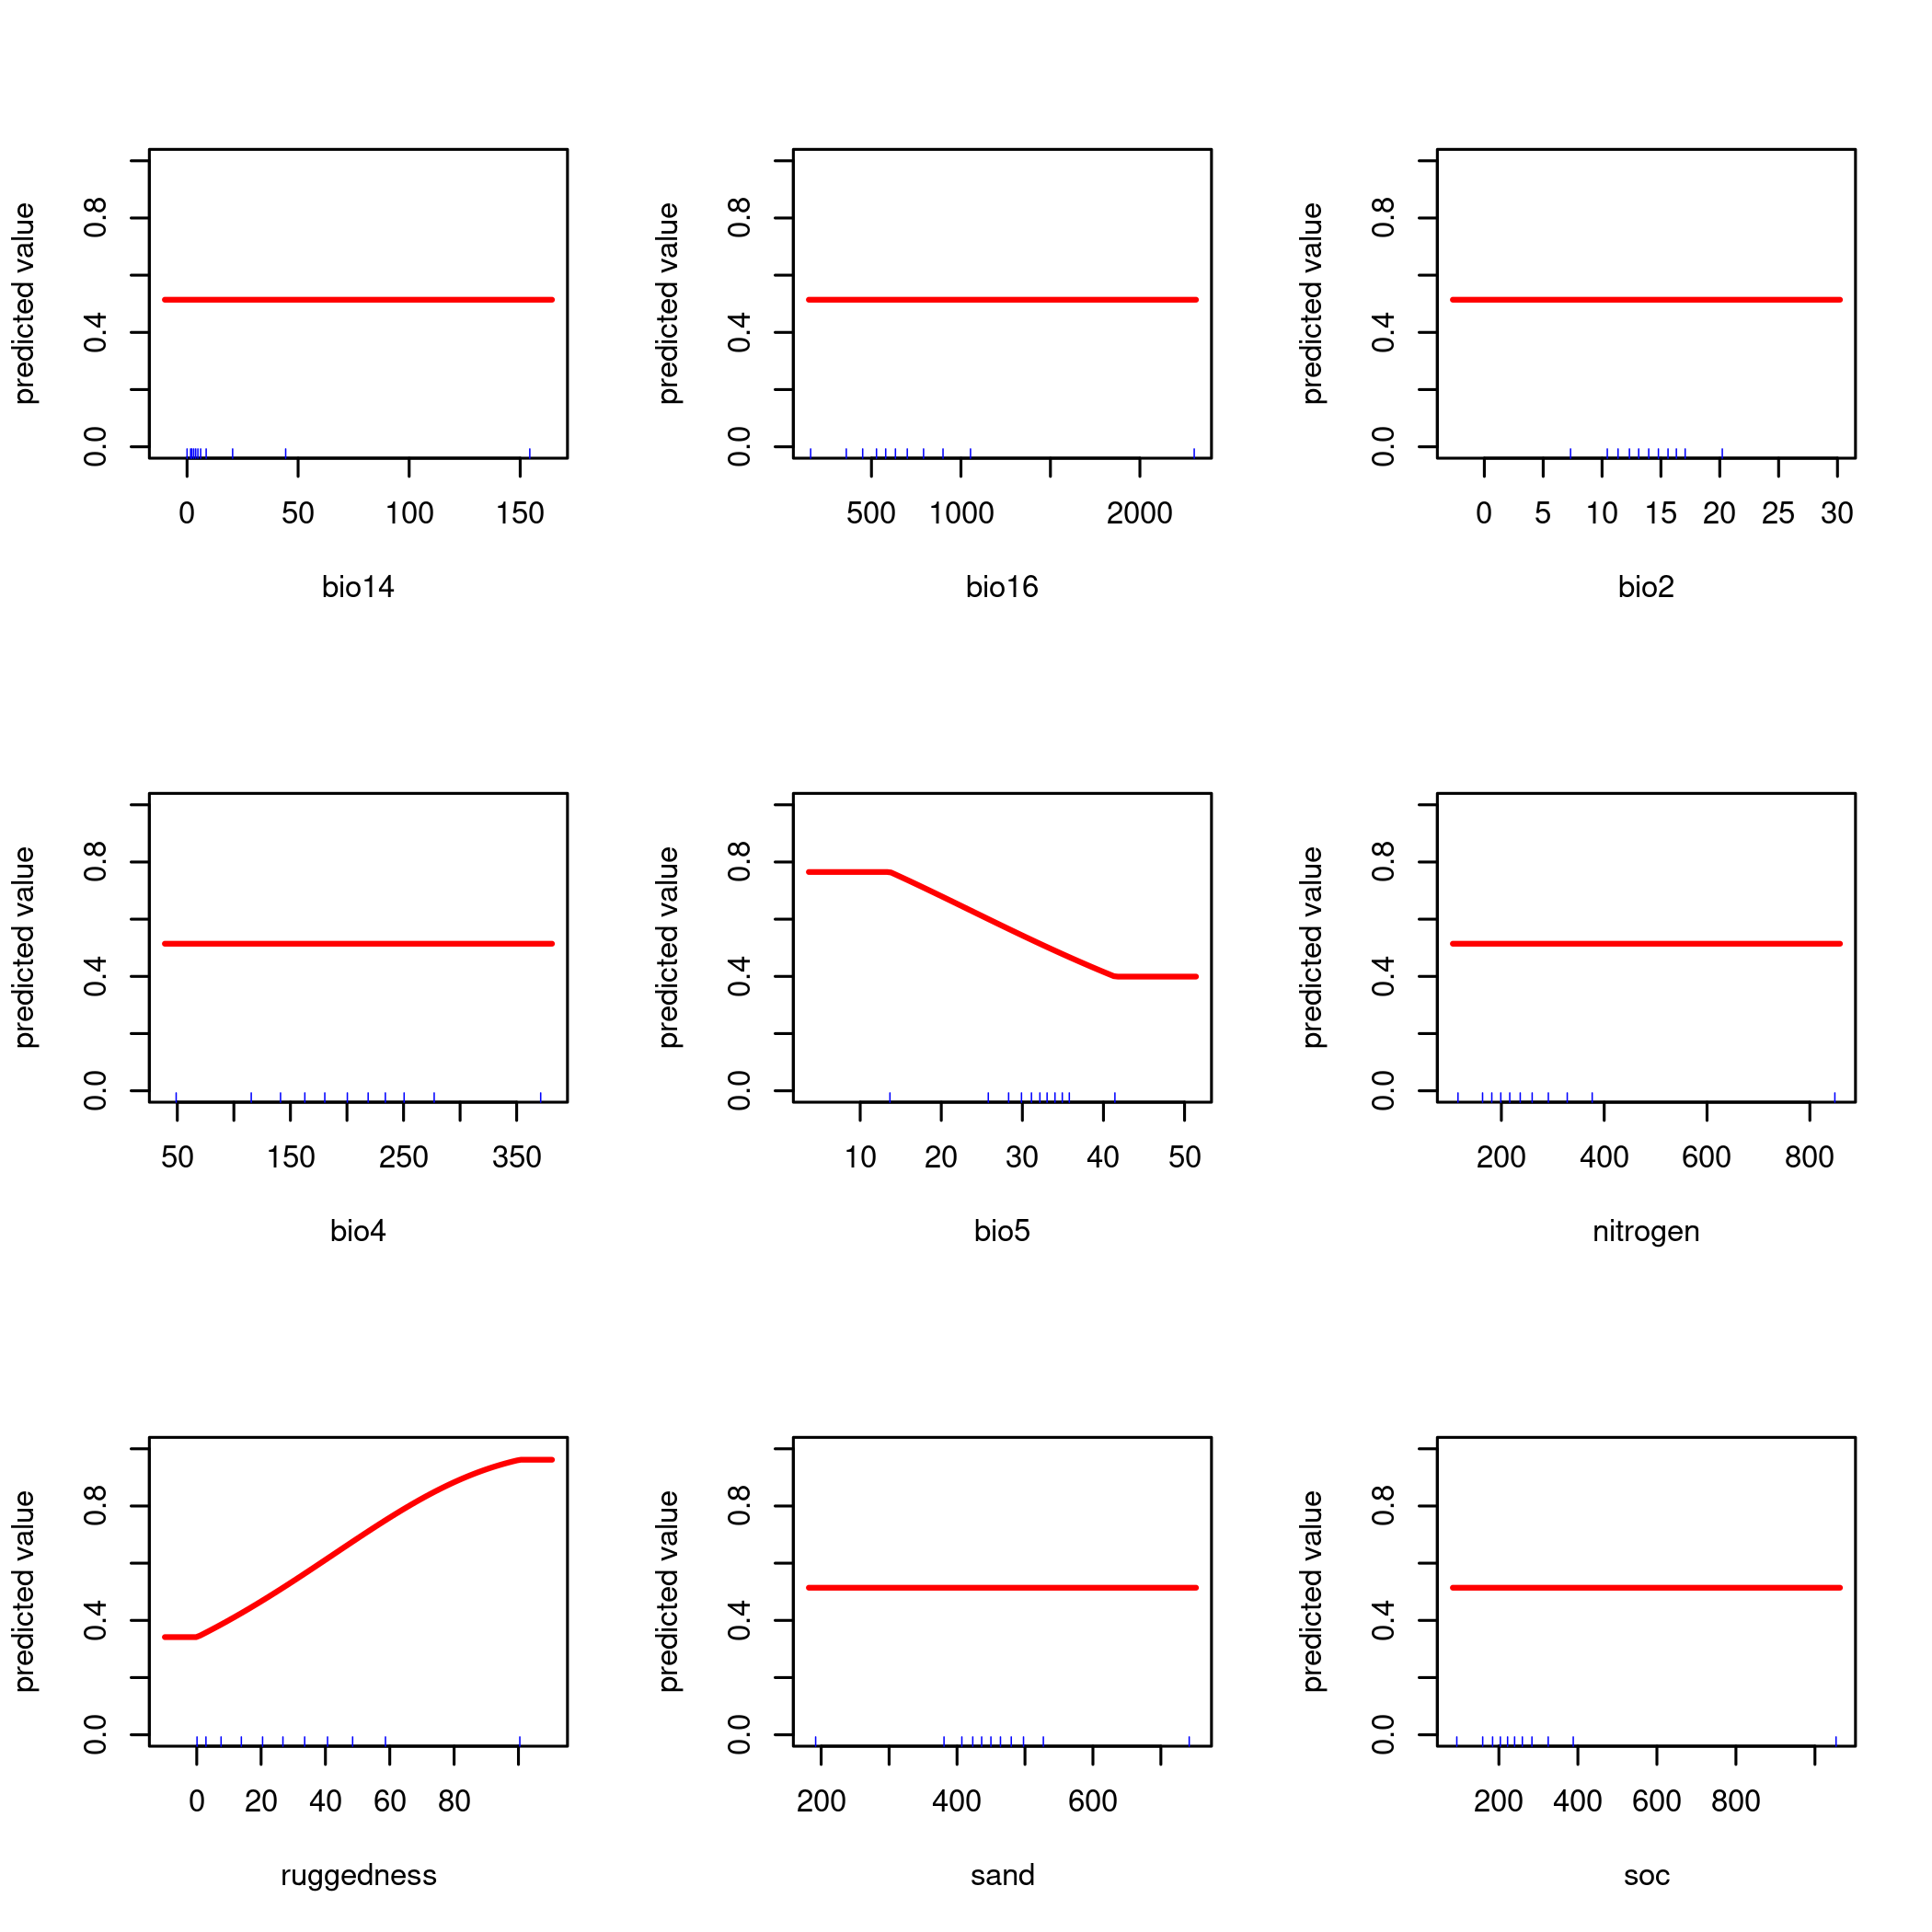 predicted value
0.0 0.4 0.8
0 50 100 150
bio14
predicted value
0.0 0.4 0.8
500 1000 2000
bio16
predicted value
0.0 0.4 0.8
0 5 10 15 20 25 30
bio2
predicted value
0.0 0.4 0.8
50 150 250 350
bio4
predicted value
0.0 0.4 0.8
10 20 30 40 50
bio5
predicted value
0.0 0.4 0.8
200 400 600 800
nitrogen
predicted value
0.0 0.4 0.8
0 20 40 60 80
ruggedness
predicted value
0.0 0.4 0.8
200 400 600
sand
predicted value
0.0 0.4 0.8
200 400 600 800
soc